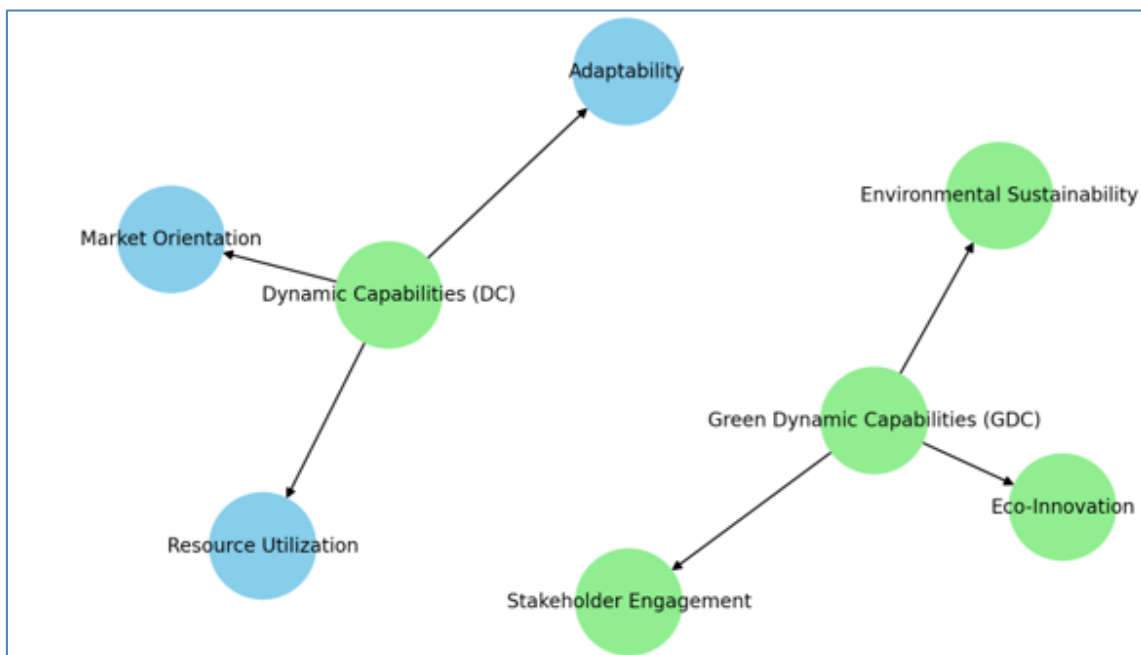 Adaptability
Environmental Sustainability
Market Orientation
Dynamic Capabilities (DC)
Green Dynamic Capabilities (GDC)
Eco-Innovation
Resource Utilization
Stakeholder Engagement